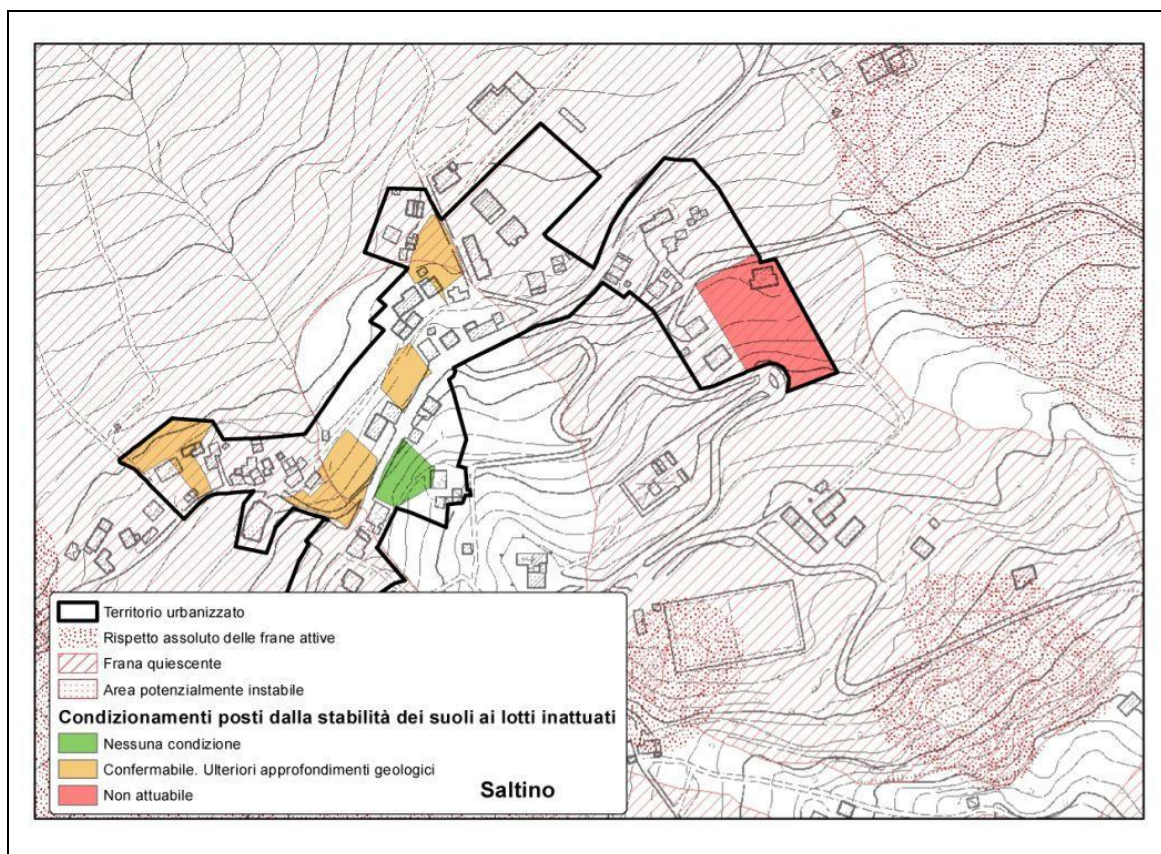 Territorio urbanizzato
Rispetto assoluto delle frane attive
Frana quiescente
Area potenzialmente instabile
Condizionamenti posti dalla stabilità dei suoli ai lotti inattuati
Nessuna condizione
Confermabile. Ulteriori approfondimenti geologici
Non attuabile
Saltino